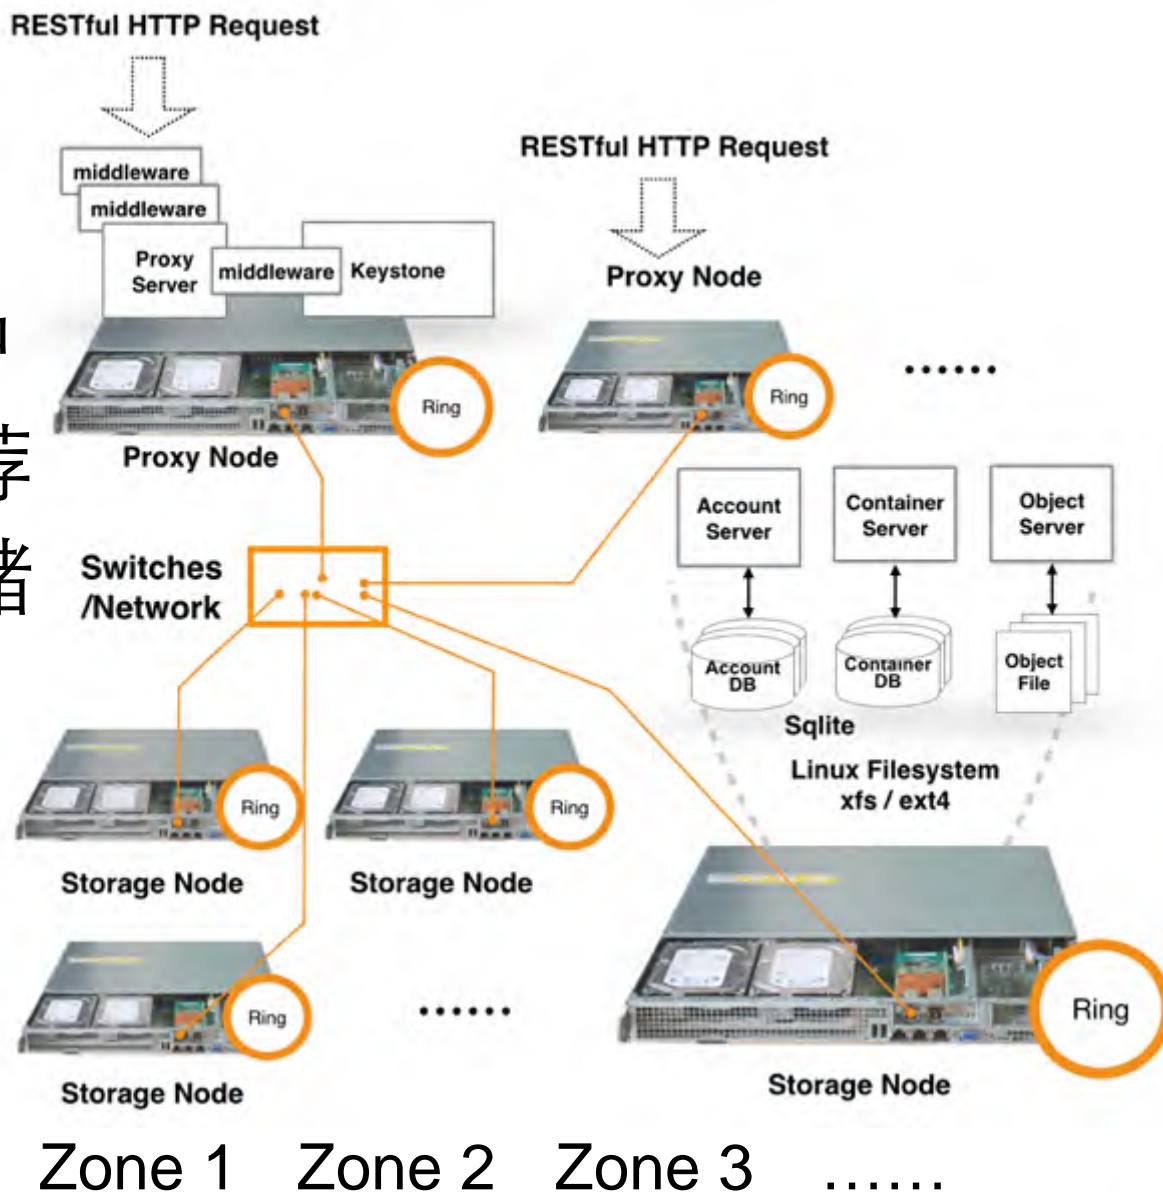 RESTful HTTP Request
middleware
middleware
Proxy
Server
middleware
Keystone
Ring
Proxy Node
RESTful HTTP Request
Proxy Node
Ring
......
储
Switches
/Network
Account
Server
Container
Server
Object
Server
Account
DB
Container
DB
Object
File
Sqlite
Linux Filesystem
xfs / ext4
Ring
Storage Node
Ring
Storage Node
Ring
Storage Node
......
Ring
Storage Node
Zone 1 Zone 2 Zone 3 ......